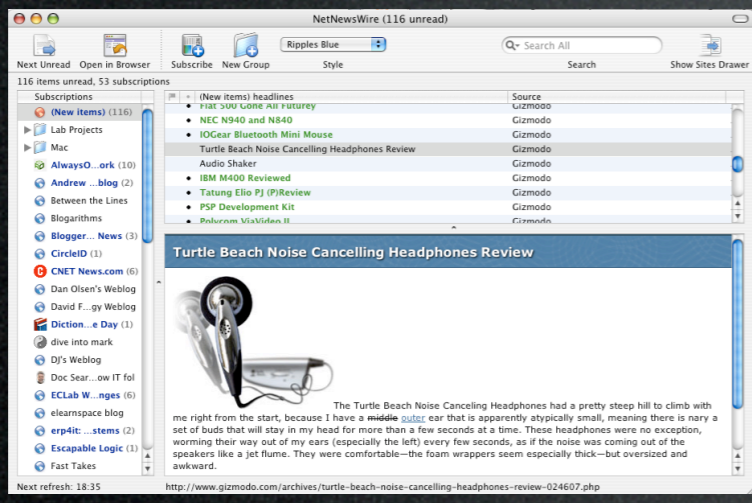 NetNewsWire (116 unread)
Next Unread Open in Browser Subscribe New Group Ripples Blue Style Search All Search Show Sites Drawer
116 items unread, 53 subscriptions
Subscriptions
(New items) (116)
Lab Projects
Mac
AlwaysO...ork (10)
Andrew ...blog (2)
Between the Lines
Blogarithms
Blogger... News (3)
CircleID (1)
CNET News.com (6)
Dan Olsen's Weblog
David F...gy Weblog
Diction...e Day (1)
dive into mark
DJ's Weblog
Doc Sear...ow IT fol
ECLab W...nges (6)
elearnspace blog
erp4it: ...stems (2)
Escapable Logic (1)
Fast Takes
(New items) headlines Source
Fiat 500 Gone All Futurey Gizmodo
NEC N940 and N840 Gizmodo
IOGear Bluetooth Mini Mouse Gizmodo
Turtle Beach Noise Cancelling Headphones Review Gizmodo
Audio Shaker Gizmodo
IBM M400 Reviewed Gizmodo
Tatung Elio PJ (P)Review Gizmodo
PSP Development Kit Gizmodo
Polycom ViaVideo II Gizmodo
Turtle Beach Noise Cancelling Headphones Review
The Turtle Beach Noise Canceling Headphones had a pretty steep hill to climb with
me right from the start, because I have a middle outer ear that is apparently atypically small, meaning there is nary a
set of buds that will stay in my head for more than a few seconds at a time. These headphones were no exception,
worming their way out of my ears (especially the left) every few seconds, as if the noise was coming out of the
speakers like a jet flume. They were comfortable—the foam wrappers seem especially thick—but oversized and
awkward.
Next refresh: 18:35 http://www.gizmodo.com/archives/turtle-beach-noise-cancelling-headphones-review-024607.php